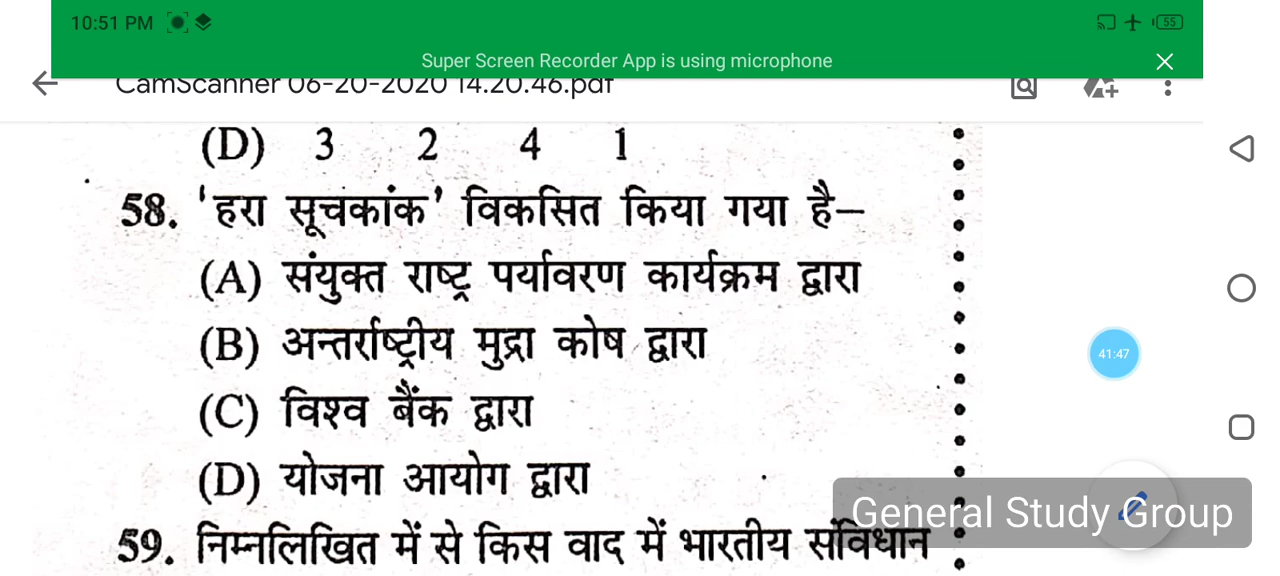 10:51 PM
55
Super Screen Recorder App is using microphone
CamScanner 06-20-2020 14.20.46.pdf
(D) 3 2 4 1
58. 'हरा सूचकांक' विकसित किया गया है–
(A) संयुक्त राष्ट्र पर्यावरण कार्यक्रम द्वारा
(B) अन्तर्राष्ट्रीय मुद्रा कोष द्वारा
41:47
(C) विश्व बैंक द्वारा
(D) योजना आयोग द्वारा
General Study Group
59. निम्नलिखित में से किस वाद में भारतीय संविधान